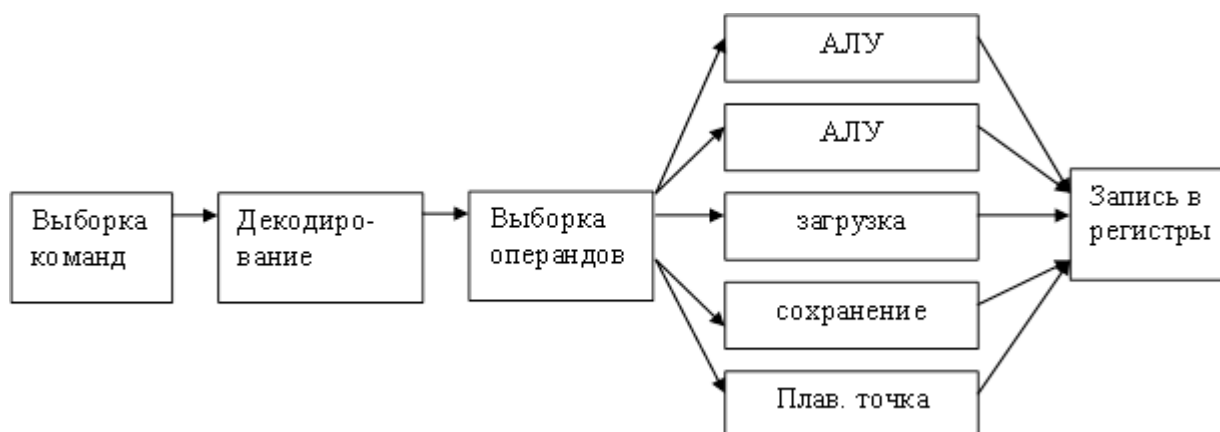 Выборка
команд
Декодиро-
вание
Выборка
операндов
АЛУ
АЛУ
загрузка
сохранение
Плав. точка
Запись в
регистры